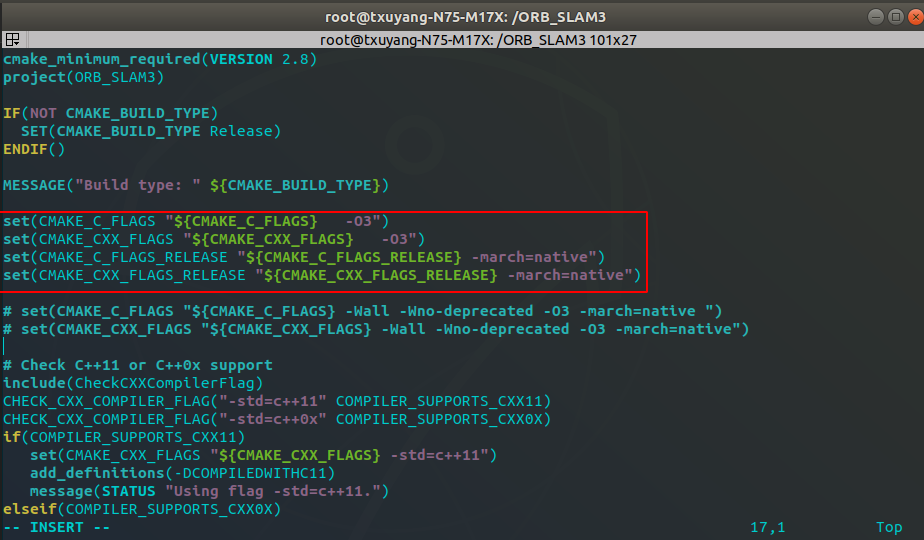 root@txuyang-N75-M17X: /ORB_SLAM3
root@txuyang-N75-M17X: /ORB_SLAM3 101x27
cmake_minimum_required(VERSION 2.8)
project(ORB_SLAM3)

IF(NOT CMAKE_BUILD_TYPE)
  SET(CMAKE_BUILD_TYPE Release)
ENDIF()

MESSAGE("Build type: " ${CMAKE_BUILD_TYPE})

set(CMAKE_C_FLAGS "${CMAKE_C_FLAGS}   -O3")
set(CMAKE_CXX_FLAGS "${CMAKE_CXX_FLAGS}   -O3")
set(CMAKE_C_FLAGS_RELEASE "${CMAKE_C_FLAGS_RELEASE} -march=native")
set(CMAKE_CXX_FLAGS_RELEASE "${CMAKE_CXX_FLAGS_RELEASE} -march=native")

# set(CMAKE_C_FLAGS "${CMAKE_C_FLAGS} -Wall -Wno-deprecated -O3 -march=native ")
# set(CMAKE_CXX_FLAGS "${CMAKE_CXX_FLAGS} -Wall -Wno-deprecated -O3 -march=native")

# Check C++11 or C++0x support
include(CheckCXXCompilerFlag)
CHECK_CXX_COMPILER_FLAG("-std=c++11" COMPILER_SUPPORTS_CXX11)
CHECK_CXX_COMPILER_FLAG("-std=c++0x" COMPILER_SUPPORTS_CXX0X)
if(COMPILER_SUPPORTS_CXX11)
   set(CMAKE_CXX_FLAGS "${CMAKE_CXX_FLAGS} -std=c++11")
   add_definitions(-DCOMPILEDWITHC11)
   message(STATUS "Using flag -std=c++11.")
elseif(COMPILER_SUPPORTS_CXX0X)
-- INSERT -- 17,1 Top